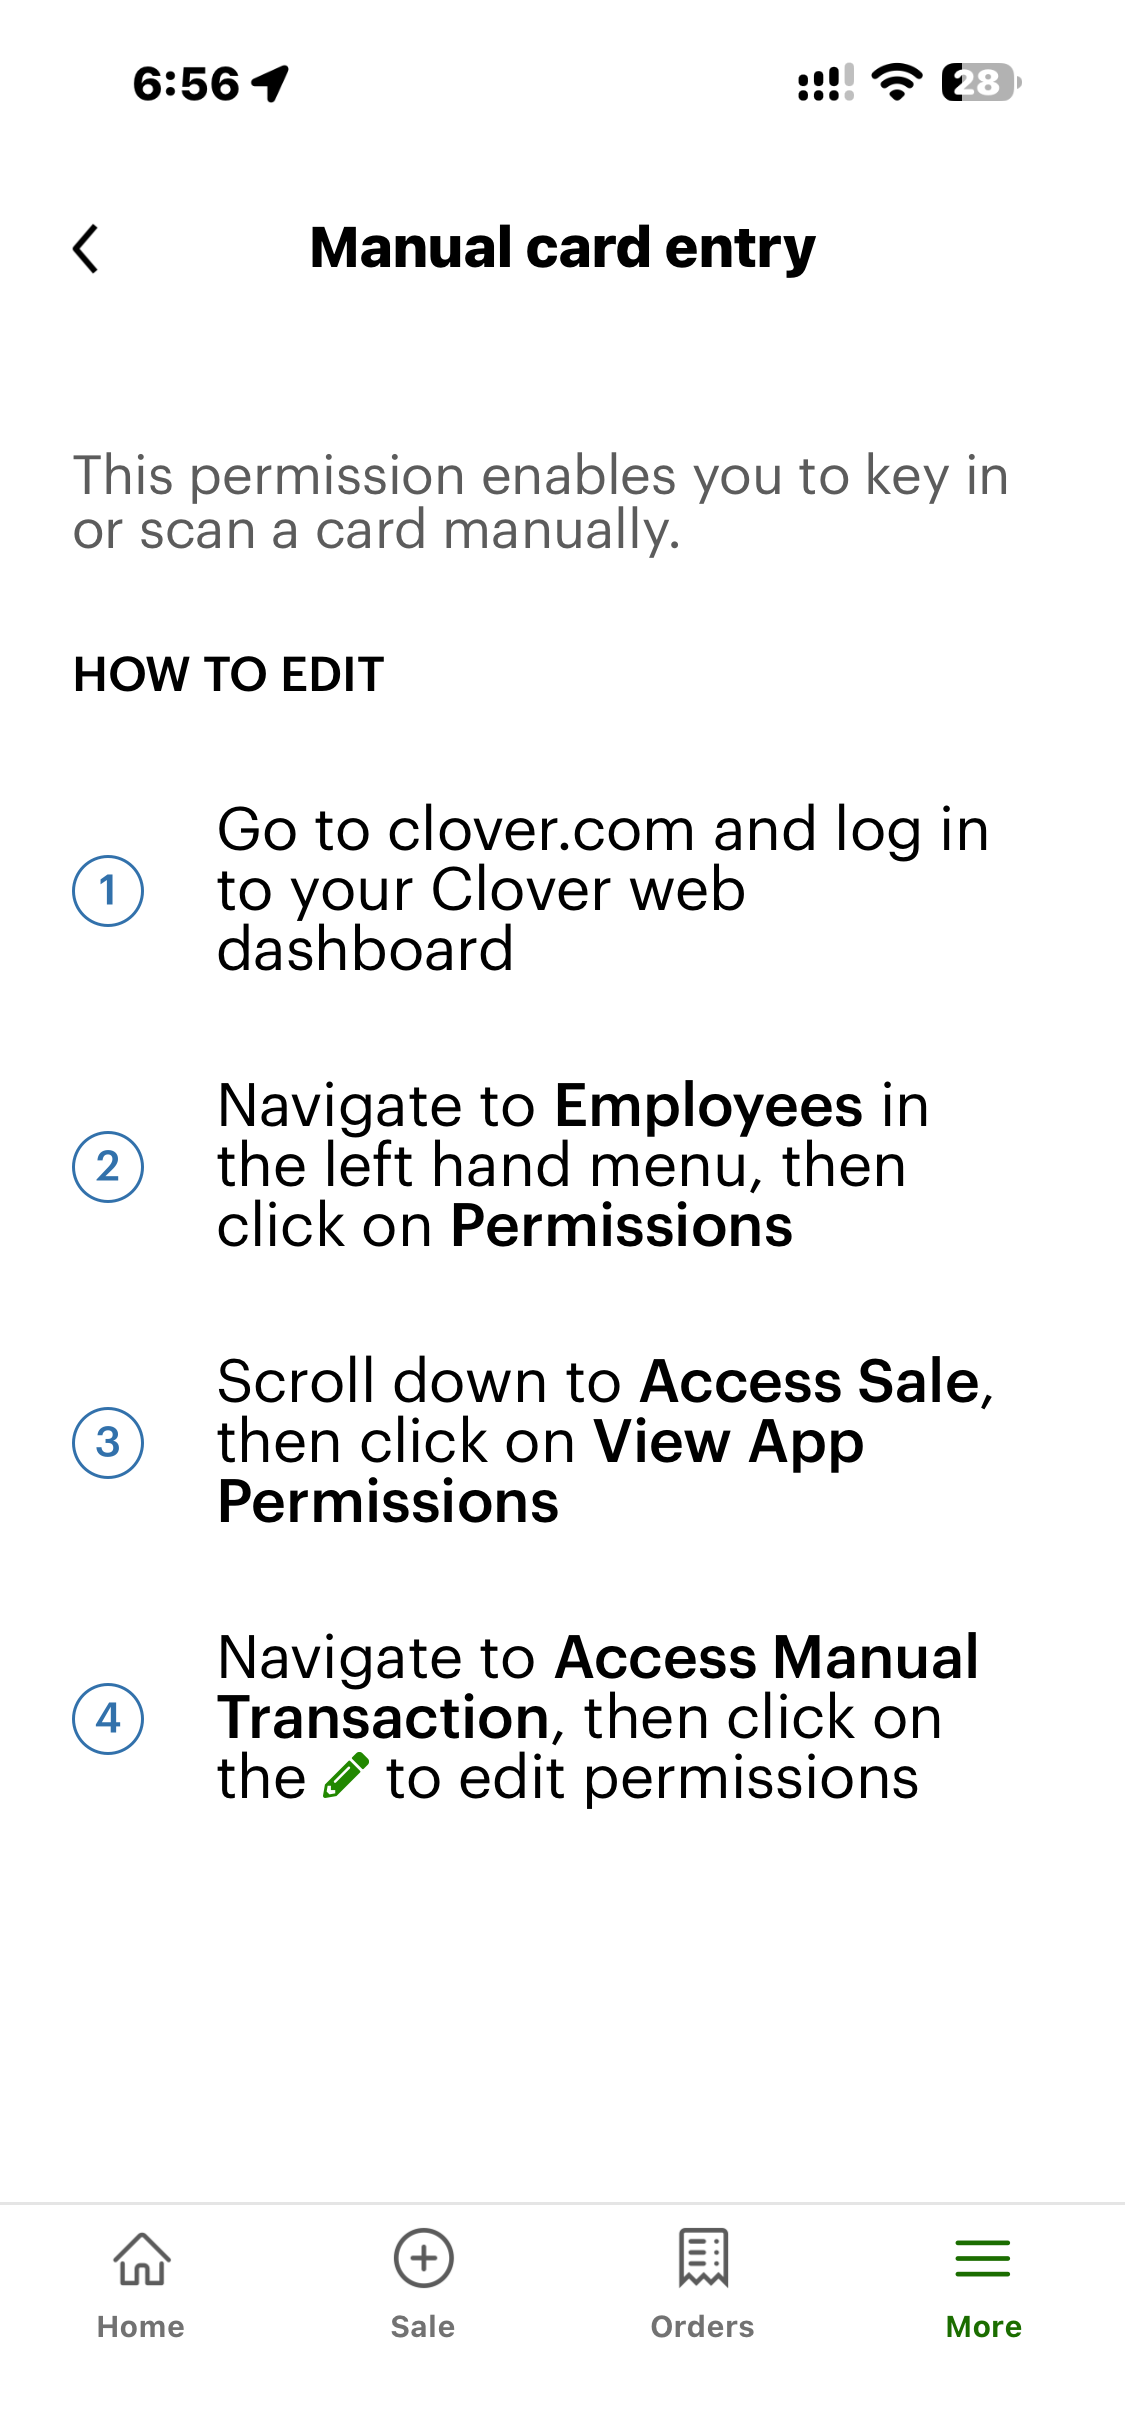 6:56
28
Manual card entry
This permission enables you to key in
or scan a card manually.
HOW TO EDIT
1
Go to clover.com and log in
to your Clover web
dashboard
2
Navigate to Employees in
the left hand menu, then
click on Permissions
3
Scroll down to Access Sale,
then click on View App
Permissions
4
Navigate to Access Manual
Transaction, then click on
the to edit permissions
Home
Sale
Orders
More